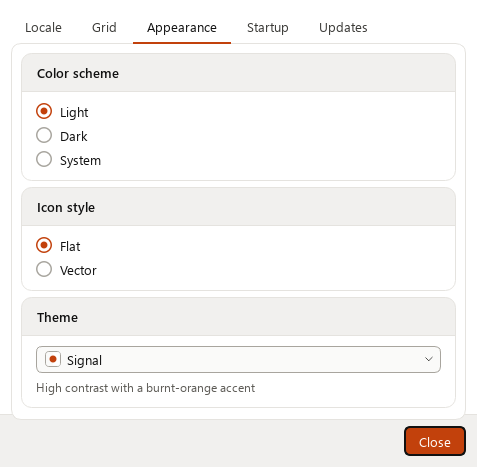 Locale Grid Appearance Startup Updates
Color scheme
Light
Dark
System
Icon style
Flat
Vector
Theme
Signal
High contrast with a burnt-orange accent
Close